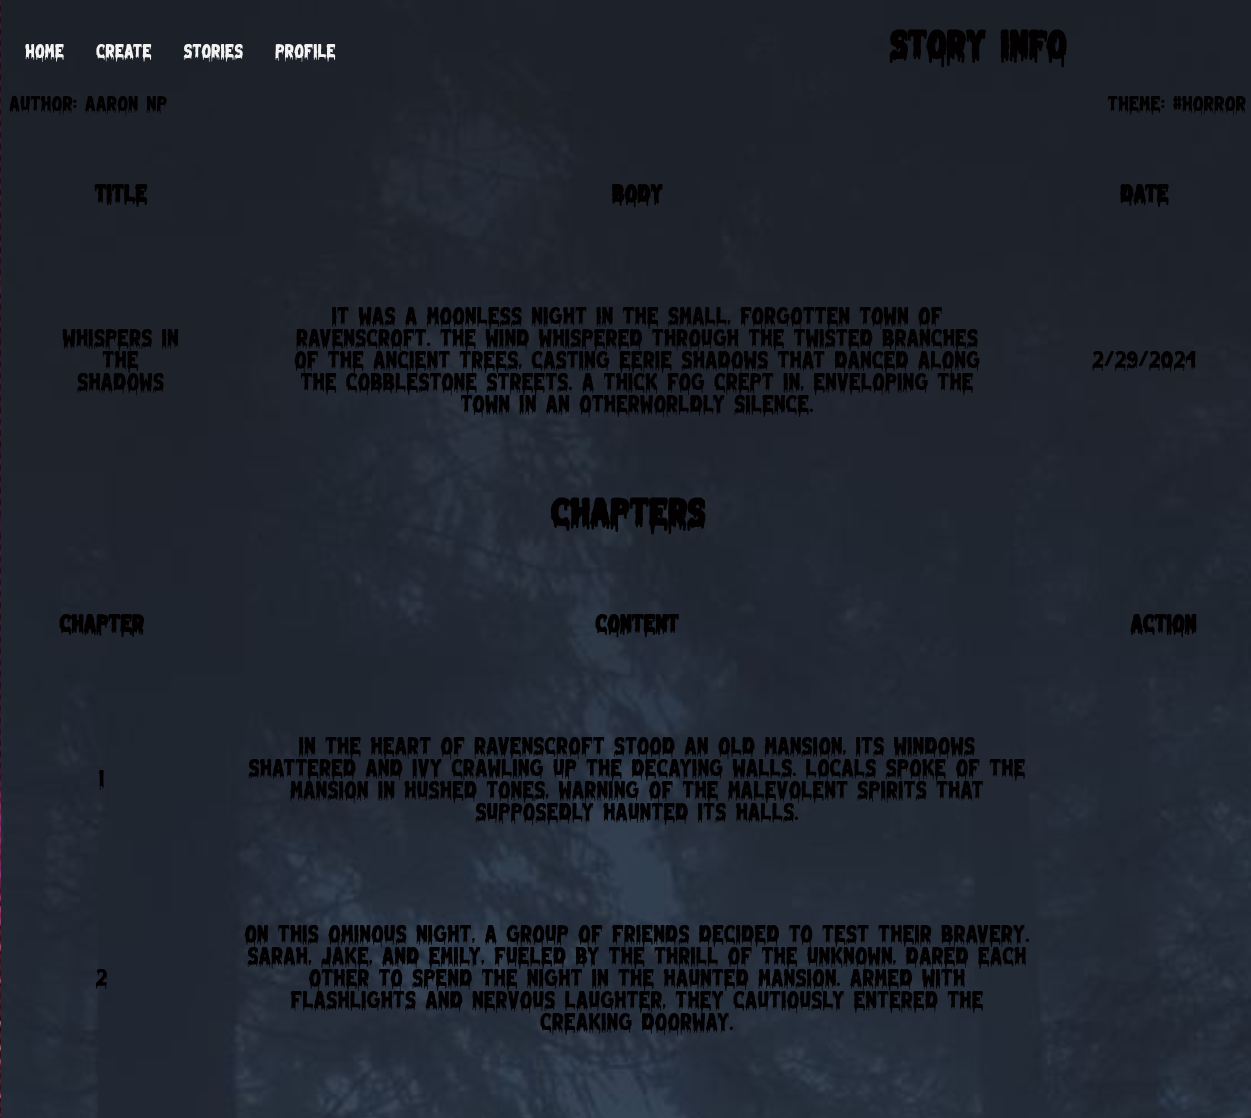 HOME CREATE STORIES PROFILE
STORY INFO
AUTHOR: AARON NP
THEME: #HORROR
TITLE BODY DATE
IT WAS A MOONLESS NIGHT IN THE SMALL, FORGOTTEN TOWN OF
RAVENSCROFT. THE WIND WHISPERED THROUGH THE TWISTED BRANCHES
OF THE ANCIENT TREES, CASTING EERIE SHADOWS THAT DANCED ALONG
THE COBBLESTONE STREETS. A THICK FOG CREPT IN, ENVELOPING THE
TOWN IN AN OTHERWORLDLY SILENCE.
WHISPERS IN
THE
SHADOWS
2/29/2024
CHAPTERS
CHAPTER CONTENT ACTION
1
IN THE HEART OF RAVENSCROFT STOOD AN OLD MANSION, ITS WINDOWS
SHATTERED AND IVY CRAWLING UP THE DECAYING WALLS. LOCALS SPOKE OF THE
MANSION IN HUSHED TONES, WARNING OF THE MALEVOLENT SPIRITS THAT
SUPPOSEDLY HAUNTED ITS HALLS.
2
ON THIS OMINOUS NIGHT, A GROUP OF FRIENDS DECIDED TO TEST THEIR BRAVERY.
SARAH, JAKE, AND EMILY, FUELED BY THE THRILL OF THE UNKNOWN, DARED EACH
OTHER TO SPEND THE NIGHT IN THE HAUNTED MANSION. ARMED WITH
FLASHLIGHTS AND NERVOUS LAUGHTER, THEY CAUTIOUSLY ENTERED THE
CREAKING DOORWAY.